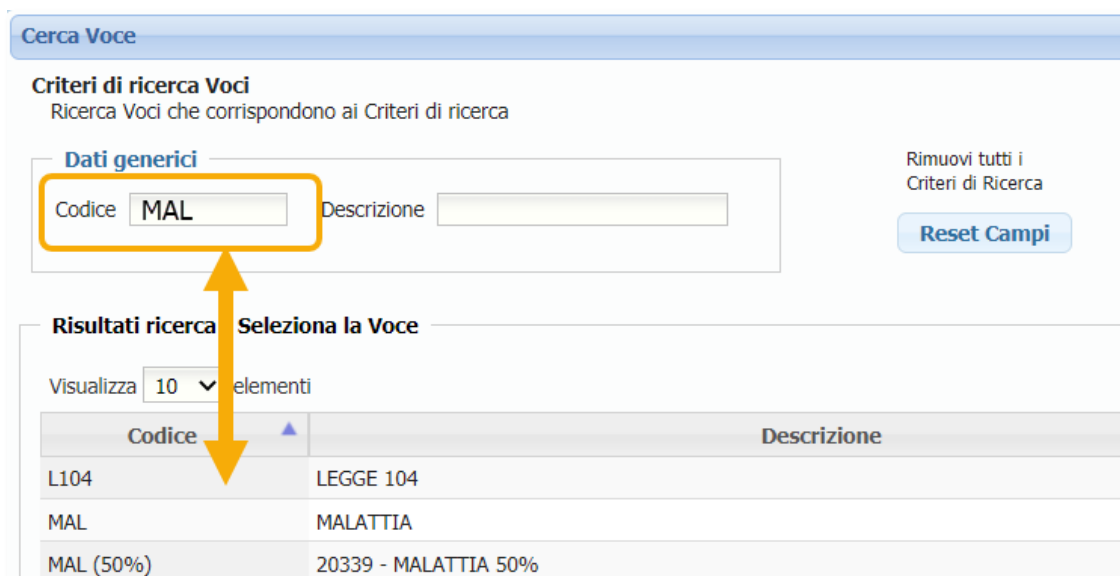 Cerca Voce
Criteri di ricerca Voci
Ricerca Voci che corrispondono ai Criteri di ricerca
Dati generici
Codice MAL Descrizione
Rimuovi tutti i
Criteri di Ricerca
Reset Campi
Risultati ricerca Seleziona la Voce
Visualizza 10 elementi
Codice Descrizione
L104 LEGGE 104
MAL MALATTIA
MAL (50%) 20339 - MALATTIA 50%